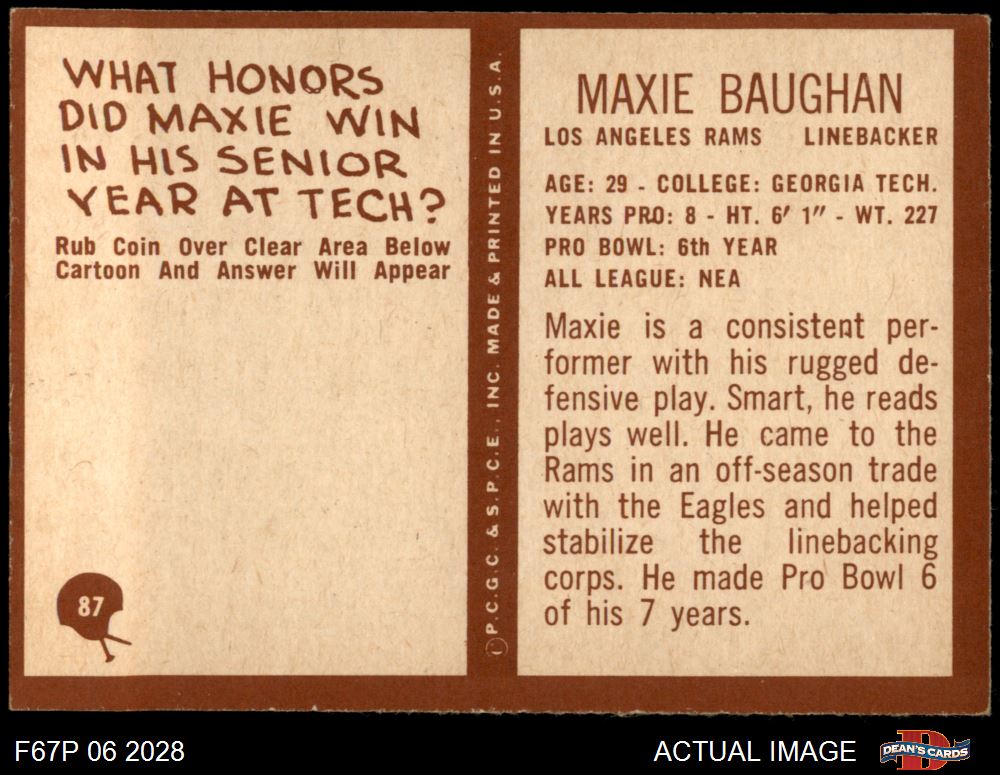 WHAT HONORS
DID MAXIE WIN
IN HIS SENIOR
YEAR AT TECH?
Rub Coin Over Clear Area Below
Cartoon And Answer Will Appear
87
P.C.G.C. & S.P.C.E., INC. MADE & PRINTED IN U.S.A.
MAXIE BAUGHAN
LOS ANGELES RAMS LINEBACKER
AGE: 29 - COLLEGE: GEORGIA TECH.
YEARS PRO: 8 - HT. 6' 1" - WT. 227
PRO BOWL: 6th YEAR
ALL LEAGUE: NEA
Maxie is a consistent per-
former with his rugged de-
fensive play. Smart, he reads
plays well. He came to the
Rams in an off-season trade
with the Eagles and helped
stabilize the linebacking
corps. He made Pro Bowl 6
of his 7 years.
F67P 06 2028
ACTUAL IMAGE
D
DEAN'S CARDS